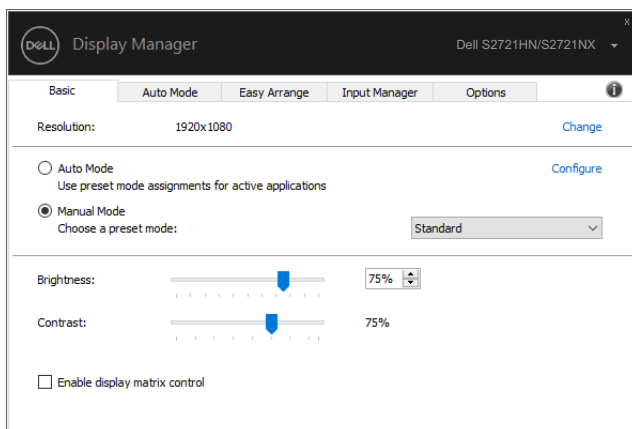 x
DELL Display Manager Dell S2721HN/S2721NX
Basic Auto Mode Easy Arrange Input Manager Options
Resolution: 1920x1080 Change
Auto Mode Configure
Use preset mode assignments for active applications
Manual Mode
Choose a preset mode: Standard
Brightness: 75%
Contrast: 75%
Enable display matrix control